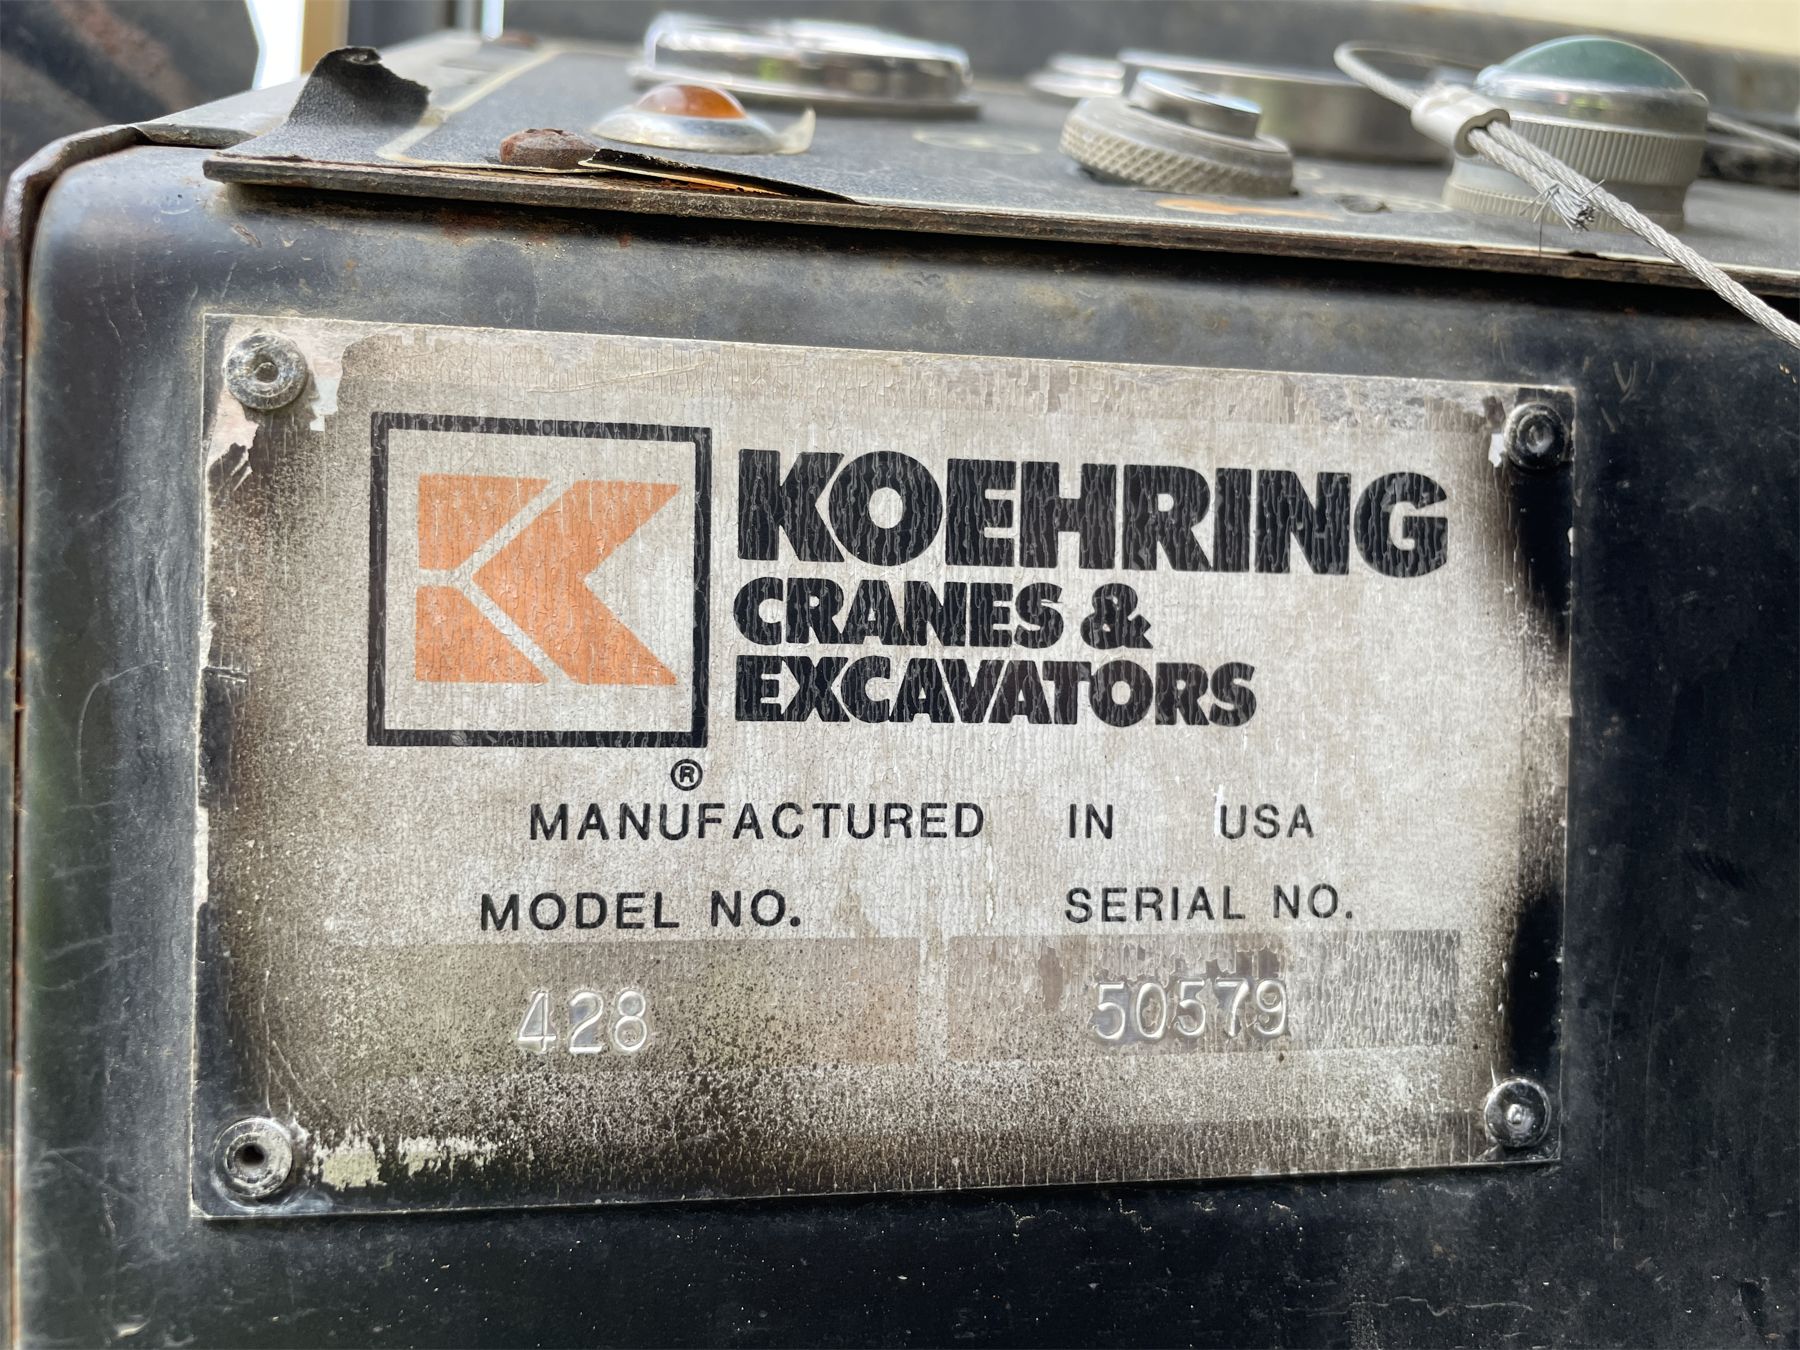 KOEHRING
CRANES &
EXCAVATORS
®
MANUFACTURED IN USA
MODEL NO. SERIAL NO.
428 50579